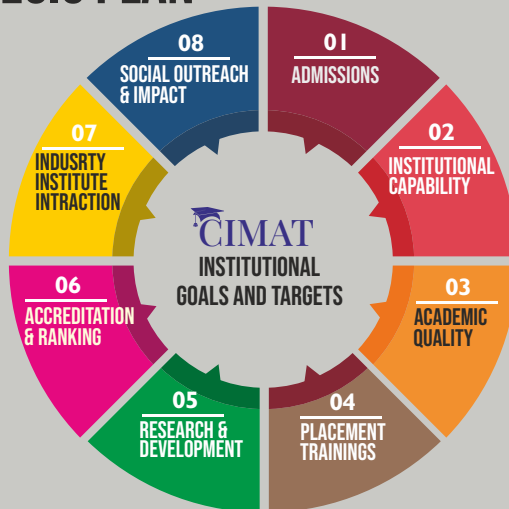 01
ADMISSIONS
02
INSTITUTIONAL
CAPABILITY
03
ACADEMIC
QUALITY
04
PLACEMENT
TRAININGS
05
RESEARCH &
DEVELOPMENT
06
ACCREDITATION
& RANKING
07
INDUSRTY
INSTITUTE
INTRACTION
08
SOCIAL OUTREACH
& IMPACT
CIMAT
INSTITUTIONAL
GOALS AND TARGETS